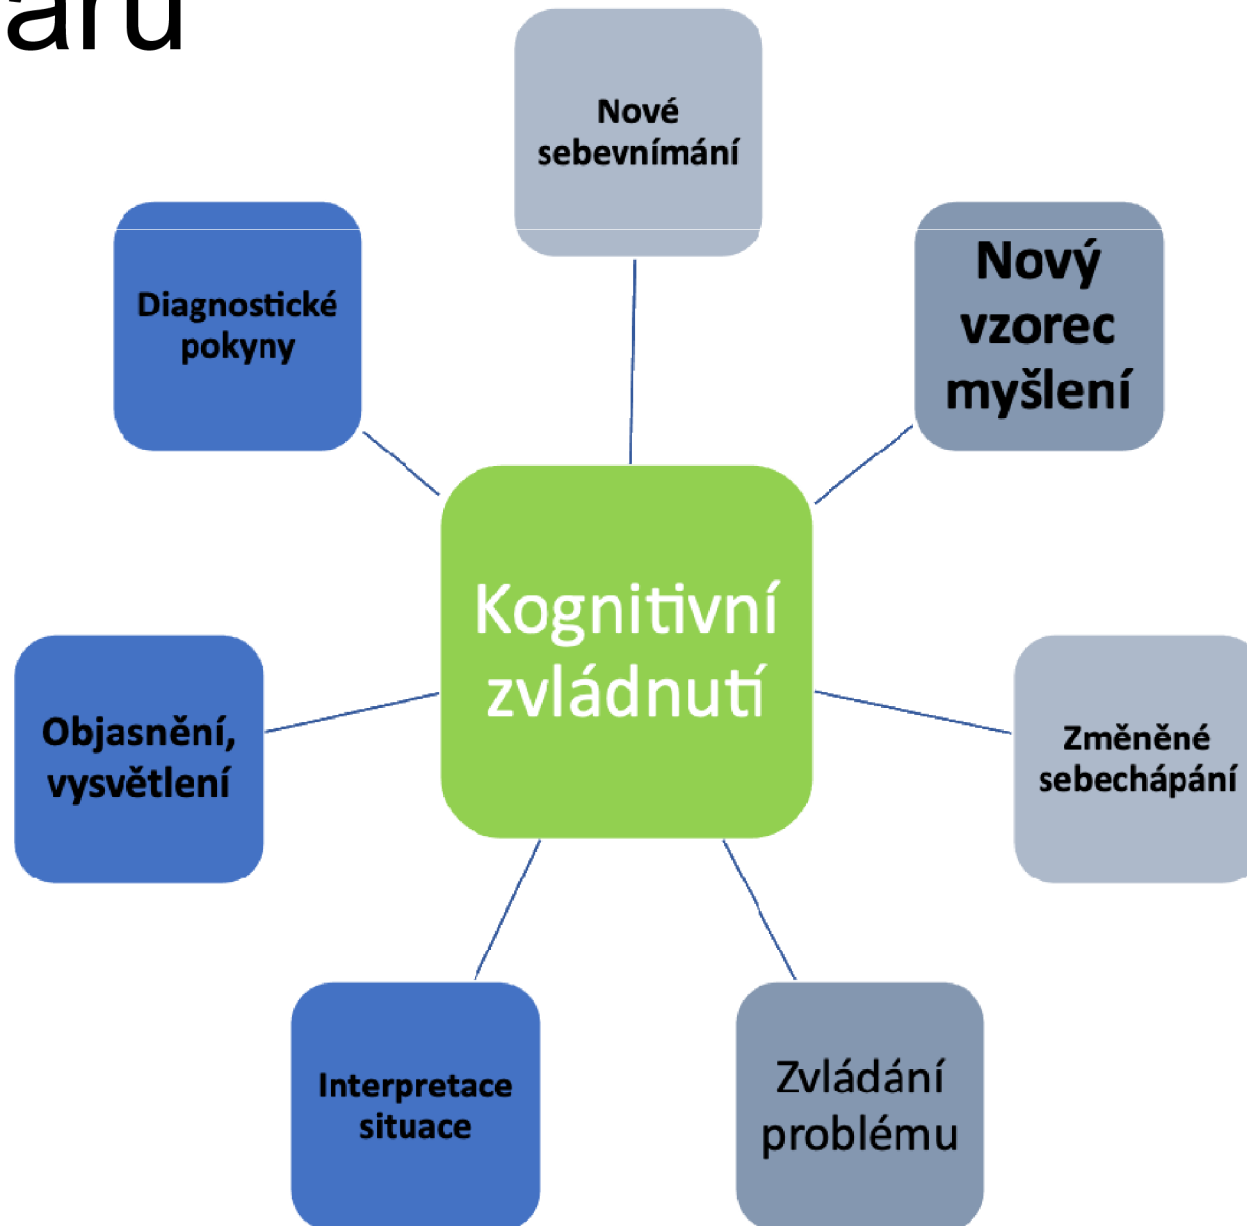 Nové
sebevnímání
Nový
vzorec
myšlení
Diagnostické
pokyny
Kognitivní
zvládnutí
Objasnění,
vysvětlení
Změněné
sebechápání
Interpretace
situace
Zvládání
problému